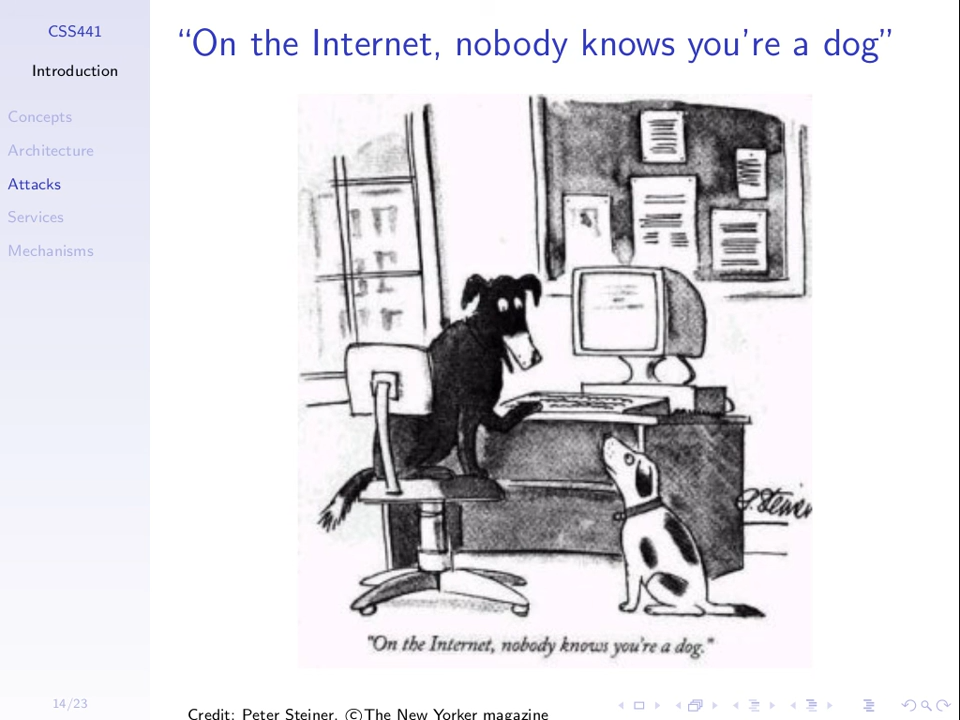 CSS441
Introduction
Concepts
Architecture
Attacks
Services
Mechanisms
14/23
“On the Internet, nobody knows you’re a dog”
P. Steiner
"On the Internet, nobody knows you're a dog."
Credit: Peter Steiner, ©The New Yorker magazine